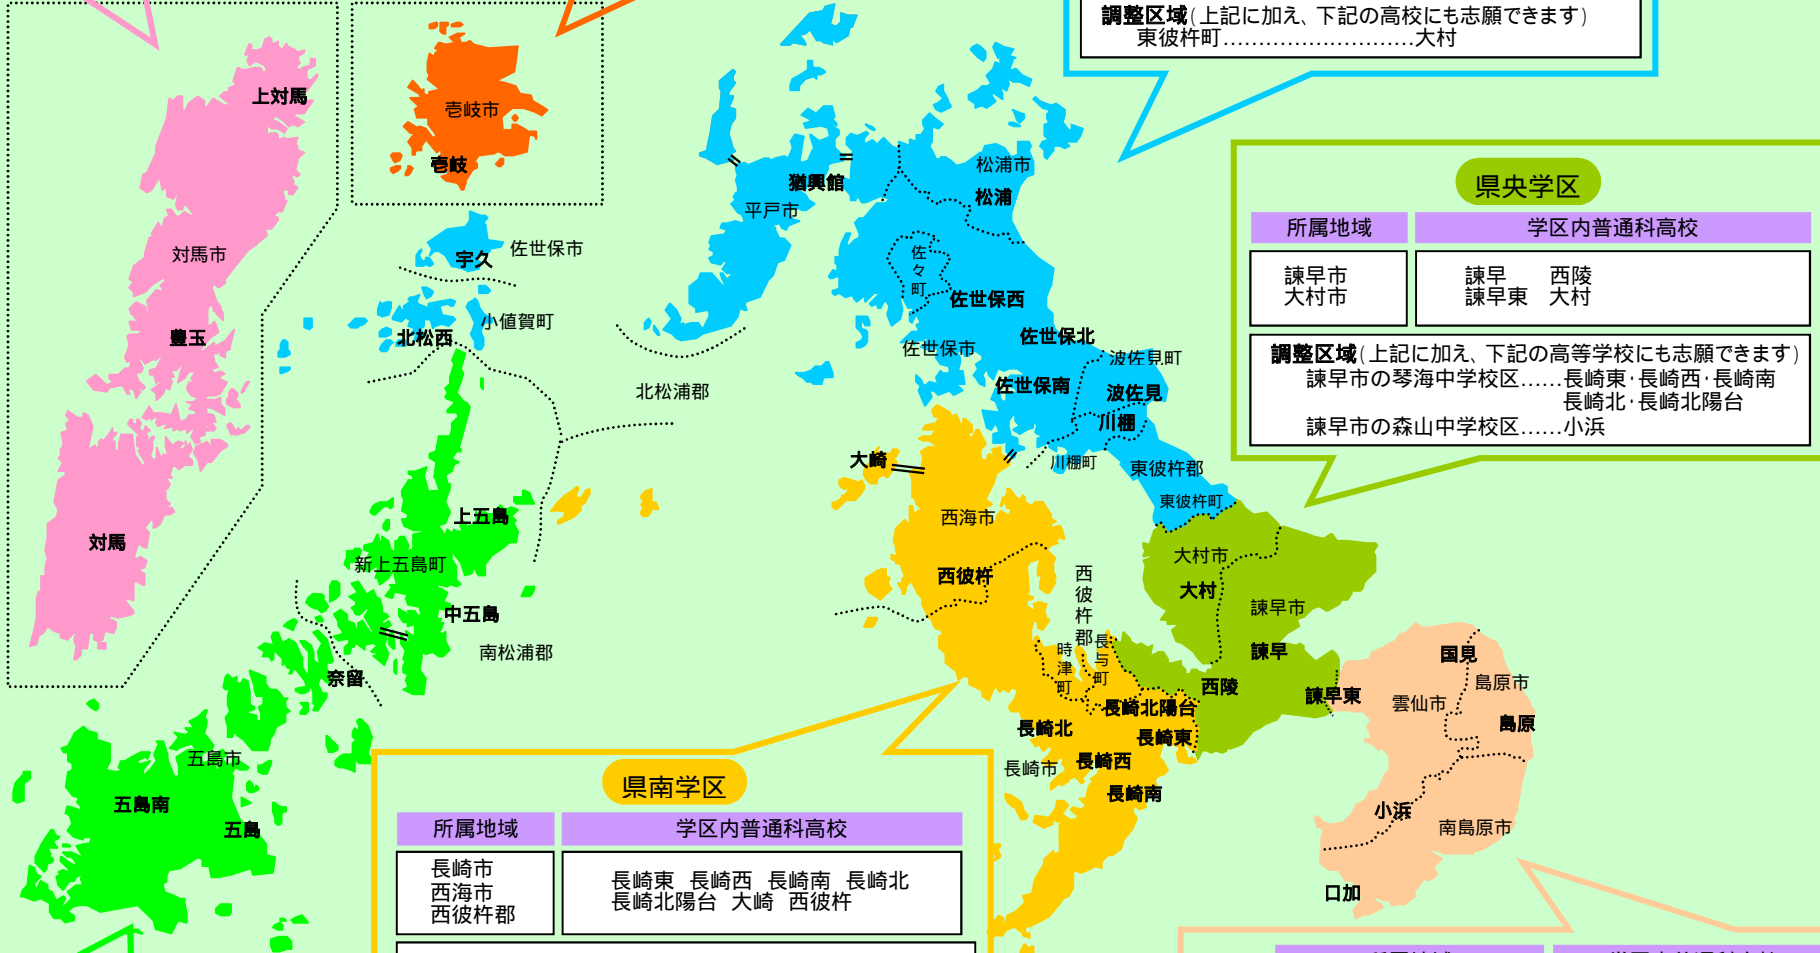 調整区域（上記に加え、下記の高校にも志願できます）
東彼杵町………………………大村
上対馬
対馬市
豊玉
対馬
壱岐市
壱岐
宇久
佐世保市
北松西
小値賀町
北松浦郡
猶興館
平戸市
松浦市
松浦
佐々町
佐世保西
佐世保北
佐世保市
佐世保南
波佐見町
波佐見
川棚
川棚町
東彼杵郡
東彼杵町
県央学区
所属地域
学区内普通科高校
諫早市
大村市
諫早 西陵
諫早東 大村
調整区域（上記に加え、下記の高等学校にも志願できます）
諫早市の琴海中学校区……長崎東・長崎西・長崎南
長崎北・長崎北陽台
諫早市の森山中学校区……小浜
上五島
新上五島町
中五島
南松浦郡
奈留
五島市
五島南
五島
大崎
西海市
西彼杵
西彼杵郡
時津町
長与町
長崎北陽台
長崎北
長崎東
長崎市
長崎西
長崎南
大村市
大村
諫早市
諫早
西陵
諫早東
国見
島原市
雲仙市
島原
小浜
南島原市
口加
県南学区
所属地域
学区内普通科高校
長崎市
西海市
西彼杵郡
長崎東 長崎西 長崎南 長崎北
長崎北陽台 大崎 西彼杵